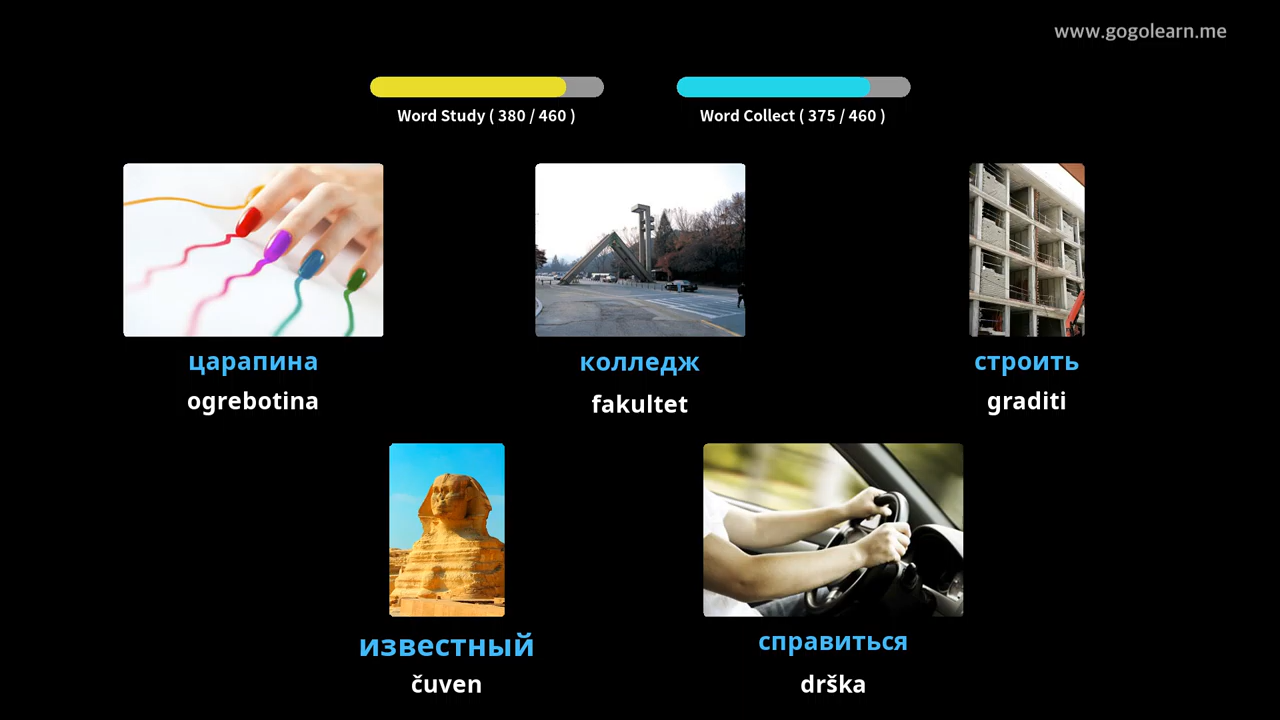 www.gogolearn.me
Word Study ( 380 / 460 )
Word Collect ( 375 / 460 )
царапина
ogrebotina
колледж
fakultet
строить
graditi
известный
čuven
справиться
drška